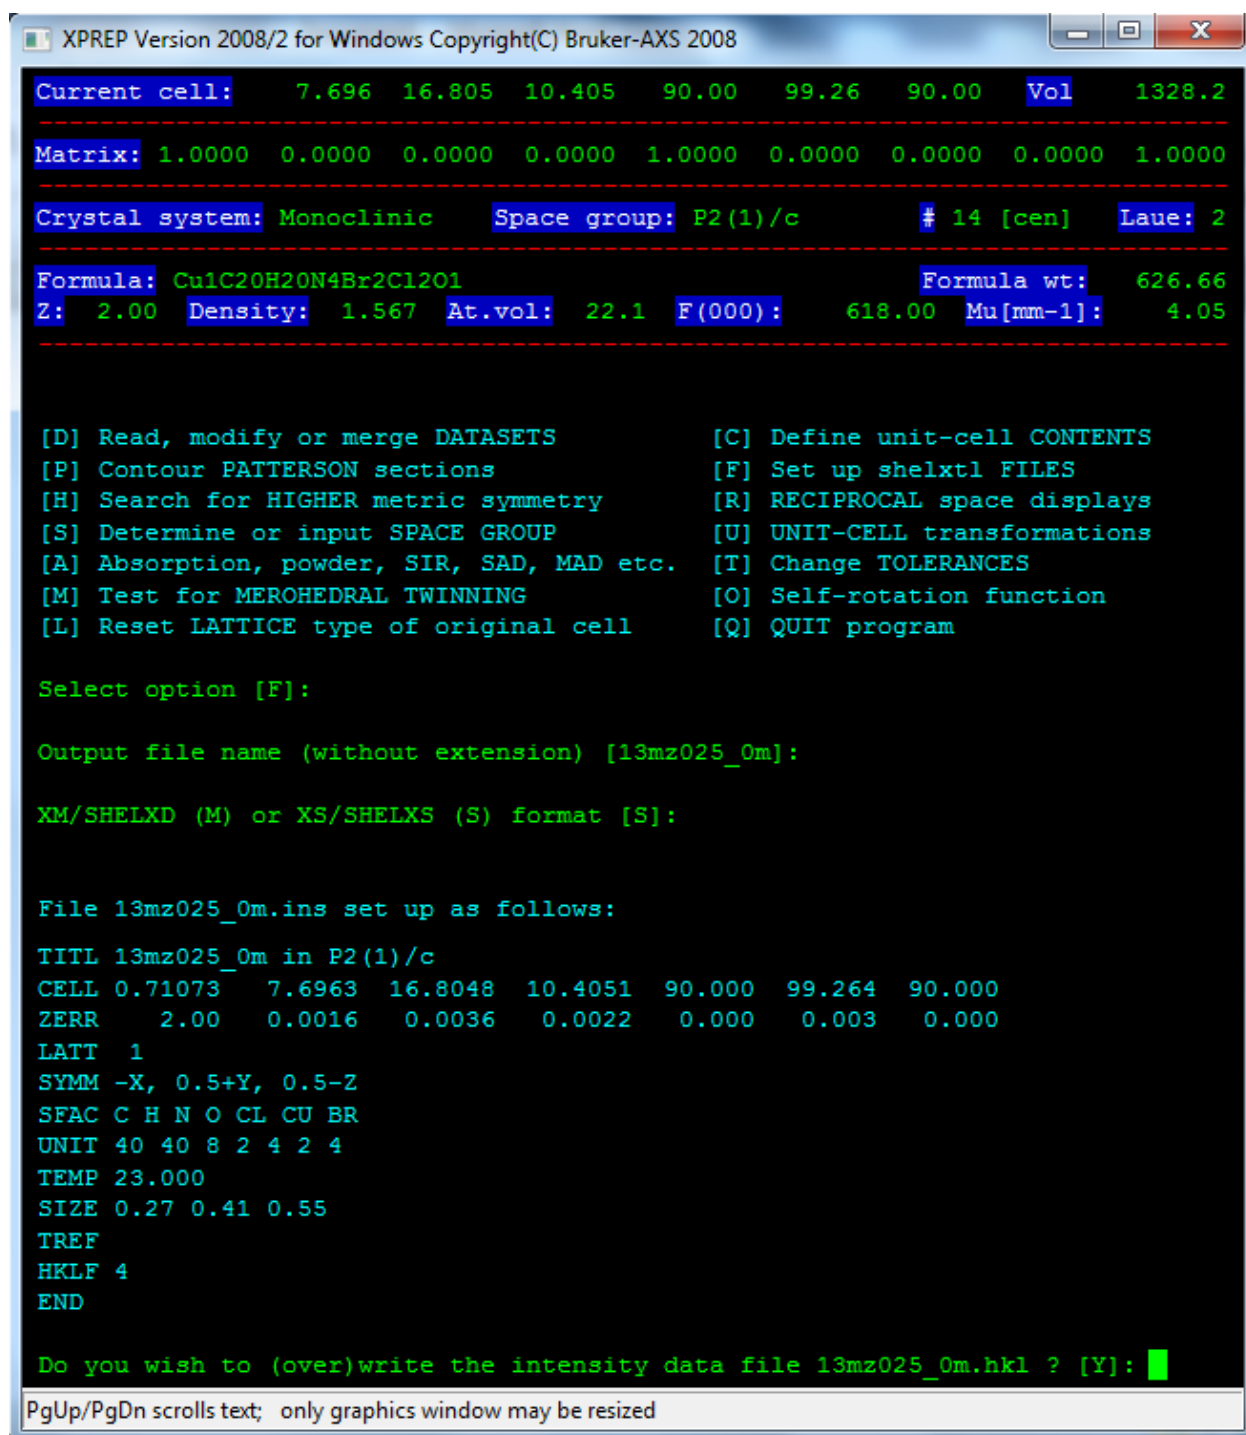 XPREP Version 2008/2 for Windows Copyright(C) Bruker-AXS 2008
Current cell: 7.696 16.805 10.405 90.00 99.26 90.00 Vol 1328.2
Matrix: 1.0000 0.0000 0.0000 0.0000 1.0000 0.0000 0.0000 0.0000 1.0000
Crystal system: Monoclinic Space group: P2(1)/c # 14 [cen] Laue: 2
Formula: Cu1C20H20N4Br2Cl2O1 Formula wt: 626.66
Z: 2.00 Density: 1.567 At.vol: 22.1 F(000): 618.00 Mu[mm-1]: 4.05
[D] Read, modify or merge DATASETS [C] Define unit-cell CONTENTS
[P] Contour PATTERSON sections [F] Set up shelxtl FILES
[H] Search for HIGHER metric symmetry [R] RECIPROCAL space displays
[S] Determine or input SPACE GROUP [U] UNIT-CELL transformations
[A] Absorption, powder, SIR, SAD, MAD etc. [T] Change TOLERANCES
[M] Test for MEROHEDRAL TWINNING [O] Self-rotation function
[L] Reset LATTICE type of original cell [Q] QUIT program
Select option [F]:
Output file name (without extension) [13mz025_0m]:
XM/SHELXD (M) or XS/SHELXS (S) format [S]:
File 13mz025_0m.ins set up as follows:
TITL 13mz025_0m in P2(1)/c
CELL 0.71073 7.6963 16.8048 10.4051 90.000 99.264 90.000
ZERR 2.00 0.0016 0.0036 0.0022 0.000 0.003 0.000
LATT 1
SYMM -X, 0.5+Y, 0.5-Z
SFAC C H N O CL CU BR
UNIT 40 40 8 2 4 2 4
TEMP 23.000
SIZE 0.27 0.41 0.55
TREF
HKLF 4
END
Do you wish to (over)write the intensity data file 13mz025_0m.hkl ? [Y]:
PgUp/PgDn scrolls text; only graphics window may be resized